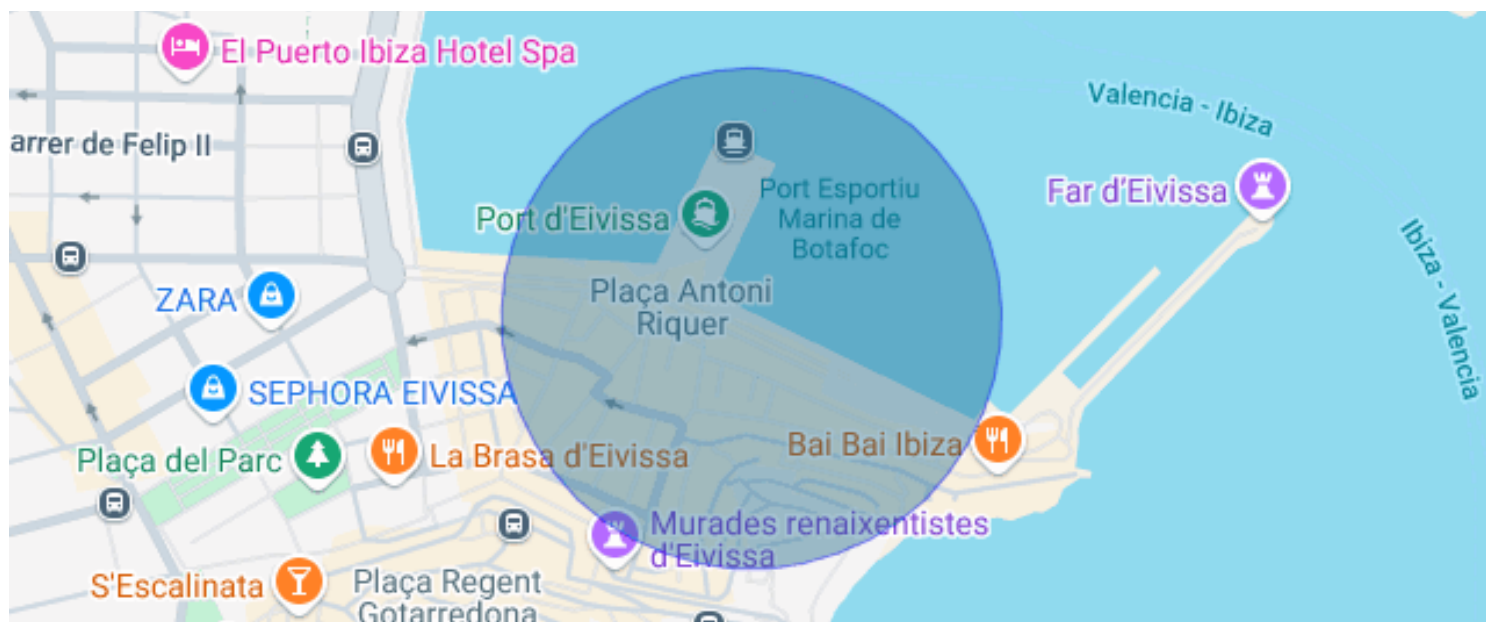 El Puerto Ibiza Hotel Spa
Valencia - Ibiza
arrer de Felip II
Port Esportiu
Marina de
Botafoc
Far d'Eivissa
Port d'Eivissa
Ibiza - Valencia
Plaça Antoni
Riquer
ZARA
SEPHORA EIVISSA
Bai Bai Ibiza
La Brasa d'Eivissa
Plaça del Parc
Murades renaixentistes
d'Eivissa
S'Escalinata
Plaça Regent
Gotarredona